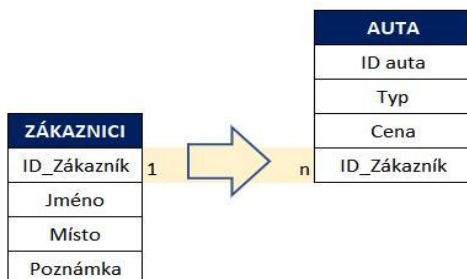 AUTA
ID auta
Typ
Cena
ID_Zákazník
ZÁKAZNICI
ID_Zákazník
1
n
Jméno
Místo
Poznámka